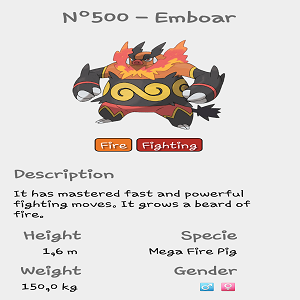 Nº500 – Emboar
Fire Fighting
Description
It has mastered fast and powerful
fighting moves. It grows a beard of
fire.
Height Specie
1,6 m Mega Fire Pig
Weight Gender
150,0 kg ♂ ♀